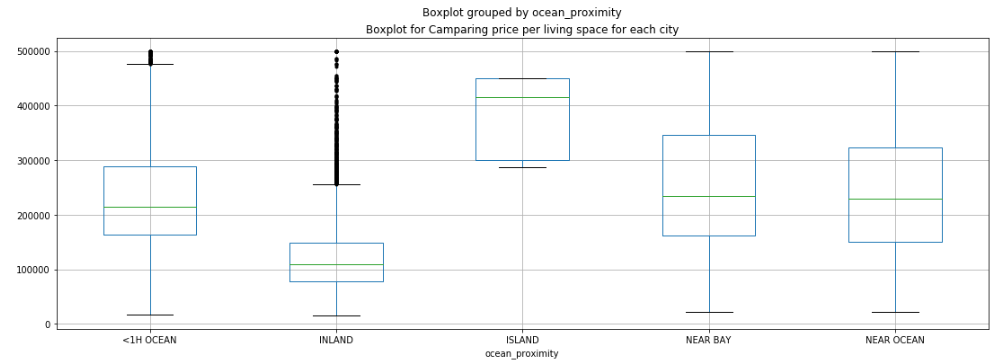 Boxplot grouped by ocean_proximity
Boxplot for Camparing price per living space for each city
500000
400000
300000
200000
100000
0
<1H OCEAN INLAND ISLAND NEAR BAY NEAR OCEAN
ocean_proximity